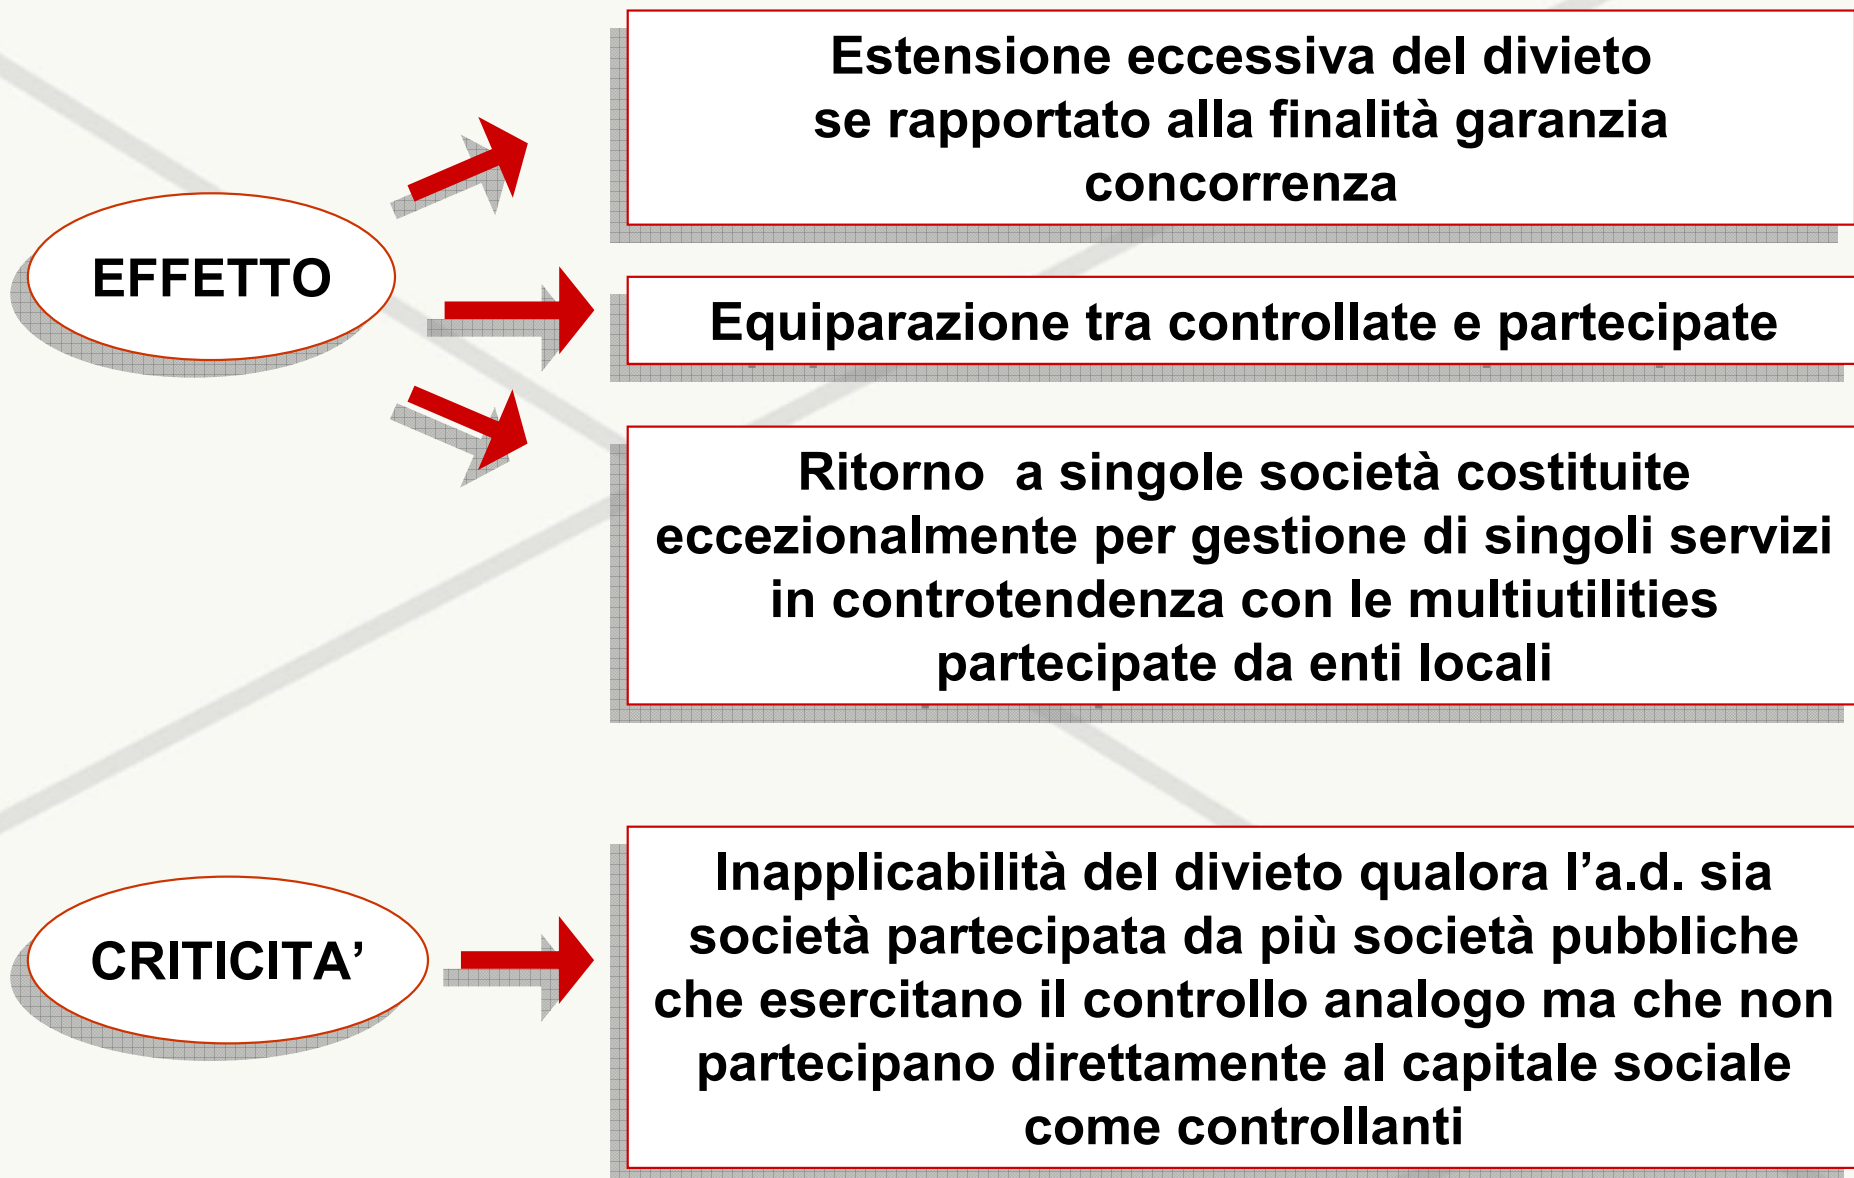 EFFETTO
Estensione eccessiva del divieto
se rapportato alla finalità garanzia
concorrenza
Equiparazione tra controllate e partecipate
Ritorno  a singole società costituite
eccezionalmente per gestione di singoli servizi
in controtendenza con le multiutilities
partecipate da enti locali
CRITICITA’
Inapplicabilità del divieto qualora l’a.d. sia
società partecipata da più società pubbliche
che esercitano il controllo analogo ma che non
partecipano direttamente al capitale sociale
come controllanti